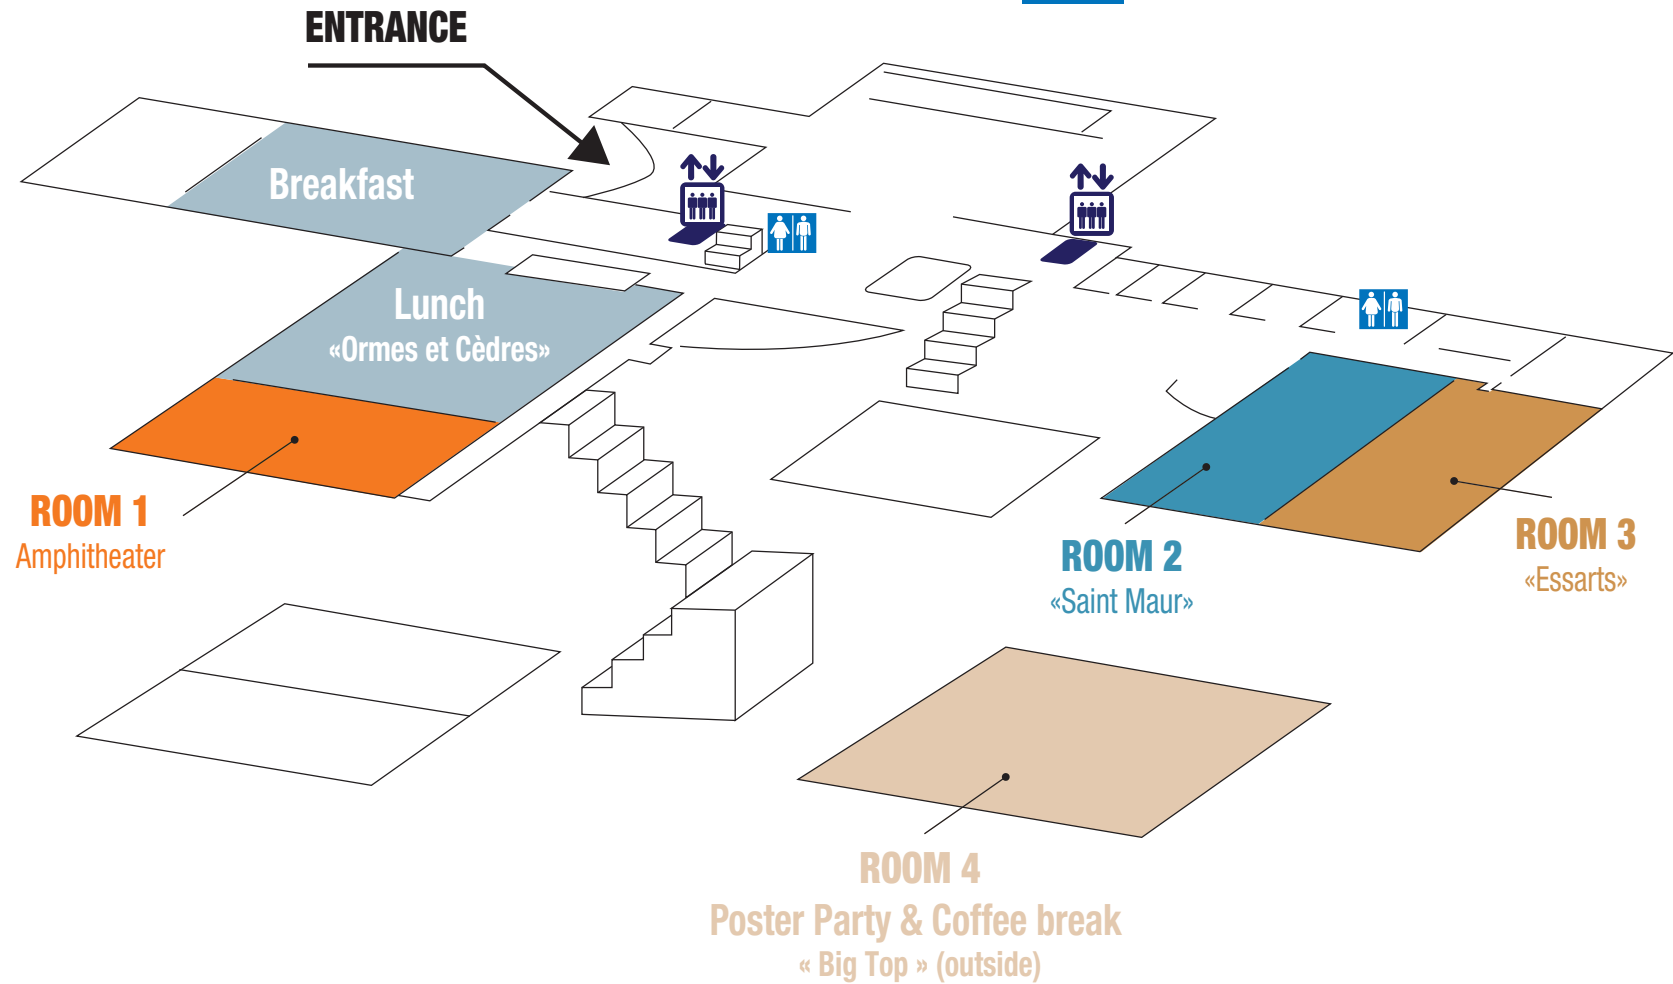 ENTRANCE
Breakfast
Lunch
«Ormes et Cèdres»
ROOM 1
Amphitheater
ROOM 2
«Saint Maur»
ROOM 3
«Essarts»
ROOM 4
Poster Party & Coffee break
« Big Top » (outside)